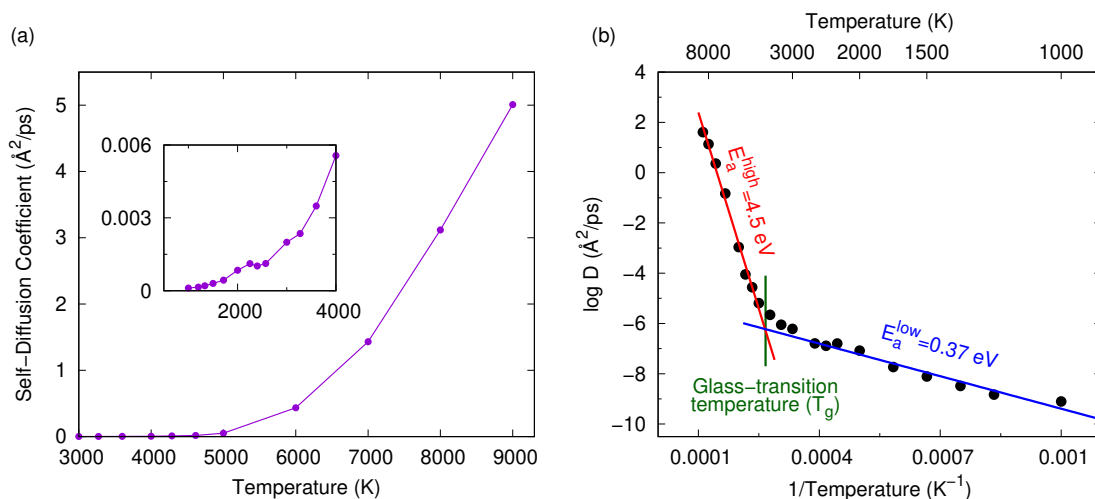 (a)
Self−Diffusion Coefficient (Å²/ps)
5
4
3
2
1
0
0.006
0.003
0
2000 4000
3000 4000 5000 6000 7000 8000 9000
Temperature (K)
(b)
Temperature (K)
8000 3000 2000 1500 1000
log D (Å²/ps)
4
2
0
−2
−4
−6
−8
−10
E_a^high=4.5 eV
E_a^low=0.37 eV
Glass−transition
temperature (T_g)
0.0001 0.0004 0.0007 0.001
1/Temperature (K⁻¹)